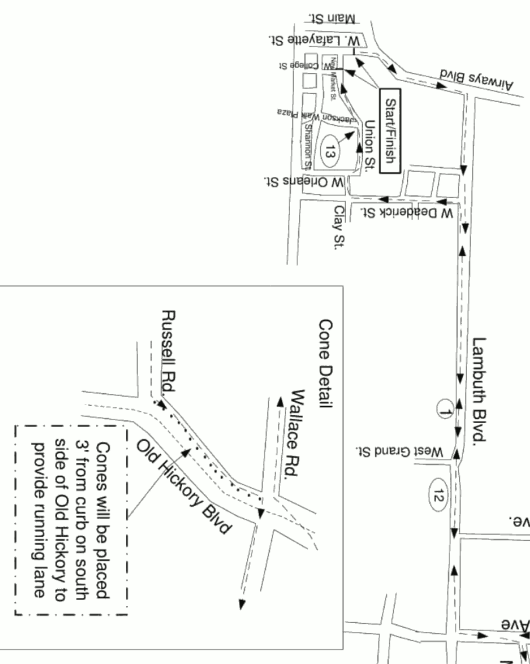 Main St.
W. Lafayette St.
W. College St
New Market St.
Airways Blvd
Jackson Walk Plaza
Shannon St.
Start/Finish
Union St.
13
W Orleans St.
W Deaderick St.
Clay St.
Lambuth Blvd.
1
West Grand St.
12
ve.
Ave
Cone Detail
Russell Rd
Wallace Rd.
Old Hickory Blvd
Cones will be placed
3' from curb on south
side of Old Hickory to
provide running lane